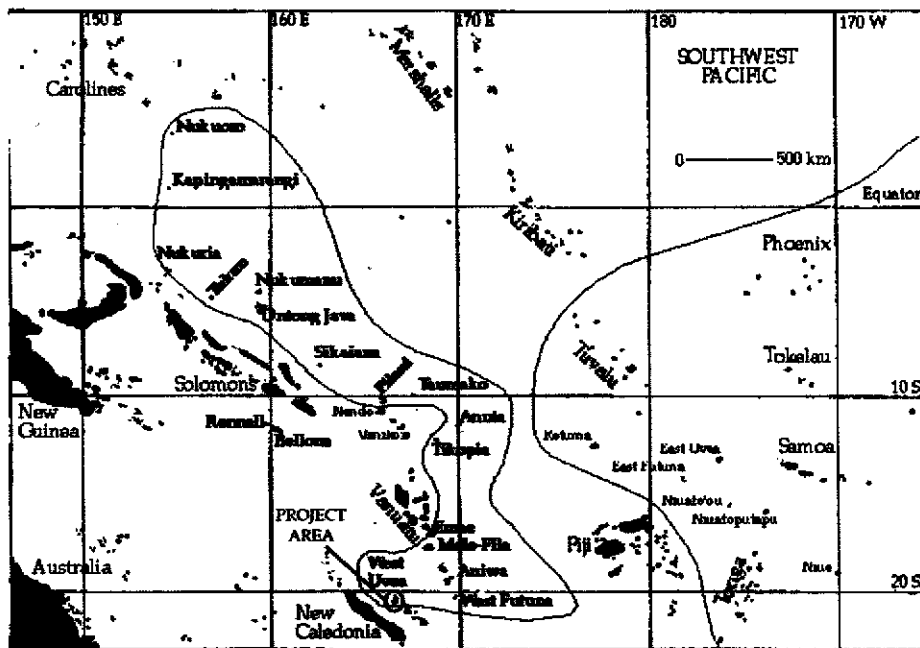 150 E
160 E
170 E
180
170 W
SOUTHWEST
PACIFIC
Carolines
Marshalls
Nukuoro
0 500 km
Kapingamarangi
Equator
Kiribati
Phoenix
Nukuria
Takuu
Nukumanu
Ontong Java
Sikaiana
Tuvalu
Tokelau
Solomons
Pileni
Taumako
10 S
New
Guinea
Nendo
Anuta
Rennell
Bellona
Vanikoro
Tikopia
Rotuma
East Uvea
Samoa
East Futuna
Vanuatu
Niuafo'ou
Niuatoputapu
PROJECT
AREA
Emae
Mele-Fila
Fiji
Australia
West
Uvea
Aniwa
Tonga
Niue
20 S
West Futuna
New
Caledonia